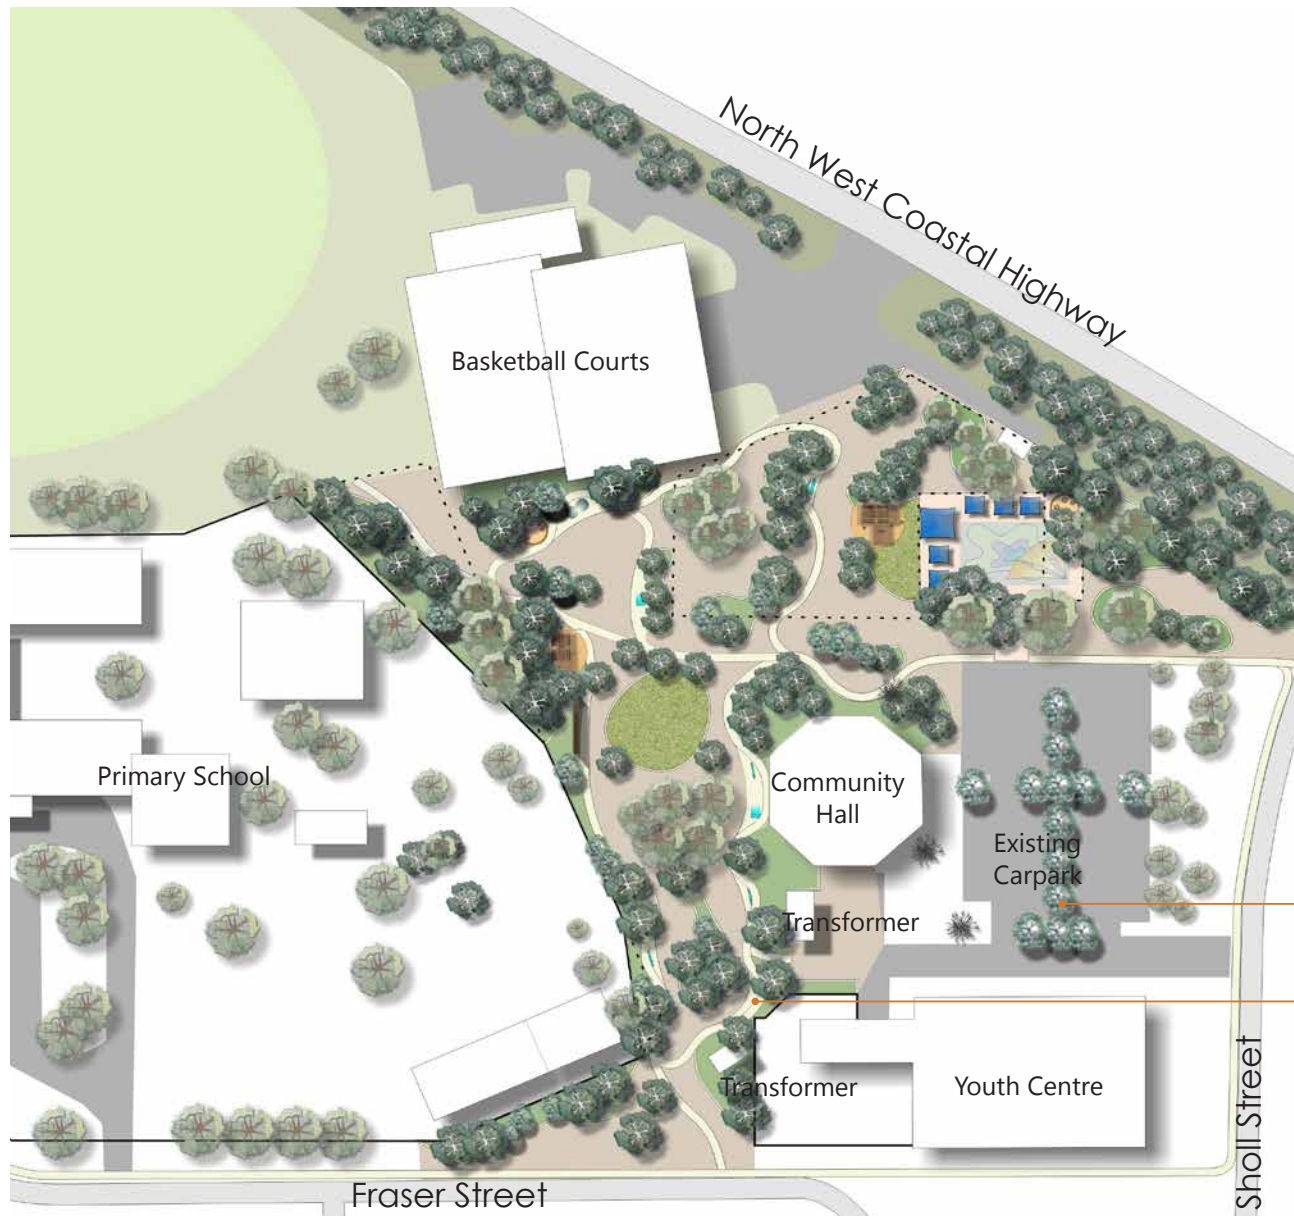 North West Coastal Highway
Basketball Courts
Primary School
Community
Hall
Existing
Carpark
Transformer
Transformer
Youth Centre
Sholl Street
Fraser Street